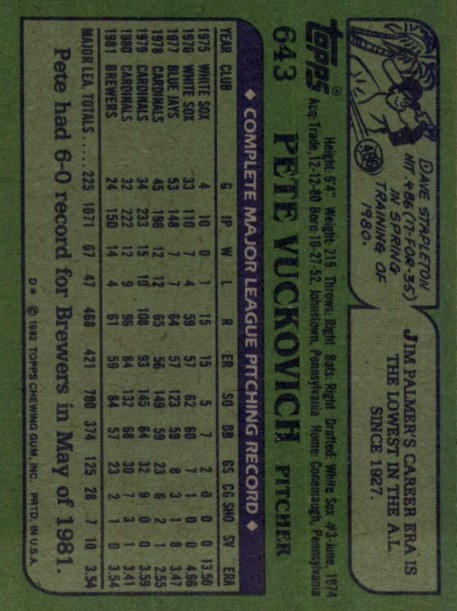 DAVE STAPLETON
HIT .486 (17-FOR-35)
IN SPRING
TRAINING OF
1980.
.486
JIM PALMER'S CAREER ERA IS
THE LOWEST IN THE A.L.
SINCE 1927.
TOPPS®
643 PETE VUCKOVICH PITCHER
Height: 6'4" Weight: 215 Throws: Right Bats: Right Drafted: White Sox #3-June, 1974
Acq: Trade, 12-12-80 Born: 10-27-52, Johnstown, Pennsylvania Home: Conemaugh, Pennsylvania
◆ COMPLETE MAJOR LEAGUE PITCHING RECORD ◆
YEAR CLUB G IP W L R ER SO BB GS CG SHO SV ERA
1975 WHITE SOX 4 10 0 1 15 15 5 7 2 0 0 0 13.50
1976 WHITE SOX 33 110 7 4 59 57 62 60 7 1 0 0 4.66
1977 BLUE JAYS 53 148 7 7 64 57 123 59 8 3 1 8 3.47
1978 CARDINALS 45 198 12 12 65 56 149 59 23 6 2 1 2.55
1979 CARDINALS 34 233 15 10 108 93 145 64 32 9 0 0 3.59
1980 CARDINALS 32 222 12 9 96 84 132 68 30 7 3 1 3.41
1981 BREWERS 24 150 14 4 61 59 84 57 23 2 1 0 3.54
MAJOR LEA. TOTALS ..... 225 1071 67 47 468 421 700 374 125 28 7 10 3.54
Pete had 6-0 record for Brewers in May of 1981.
D* © 1982 TOPPS CHEWING GUM, INC. PRTD. IN U.S.A.